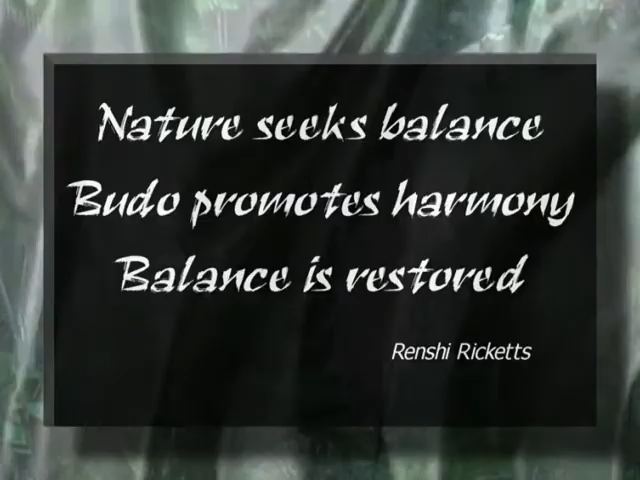 Nature seeks balance
Budo promotes harmony
Balance is restored
Renshi Ricketts